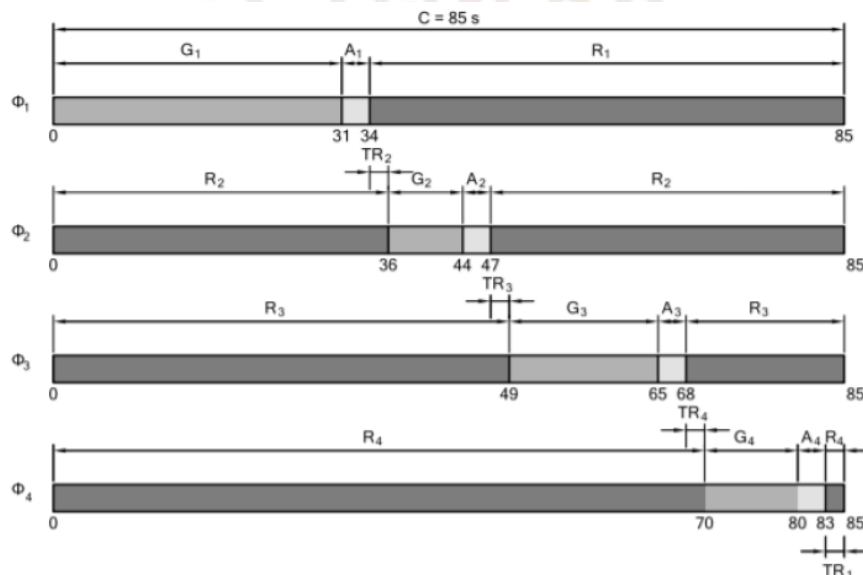 C = 85 s
G₁ A₁ R₁
Φ₁
0 31 34 85
TR₂
R₂ G₂ A₂ R₂
Φ₂
0 36 44 47 85
TR₃
R₃ G₃ A₃ R₃
Φ₃
0 49 65 68 85
TR₄
R₄ G₄ A₄ R₄
Φ₄
0 70 80 83 85
TR₁